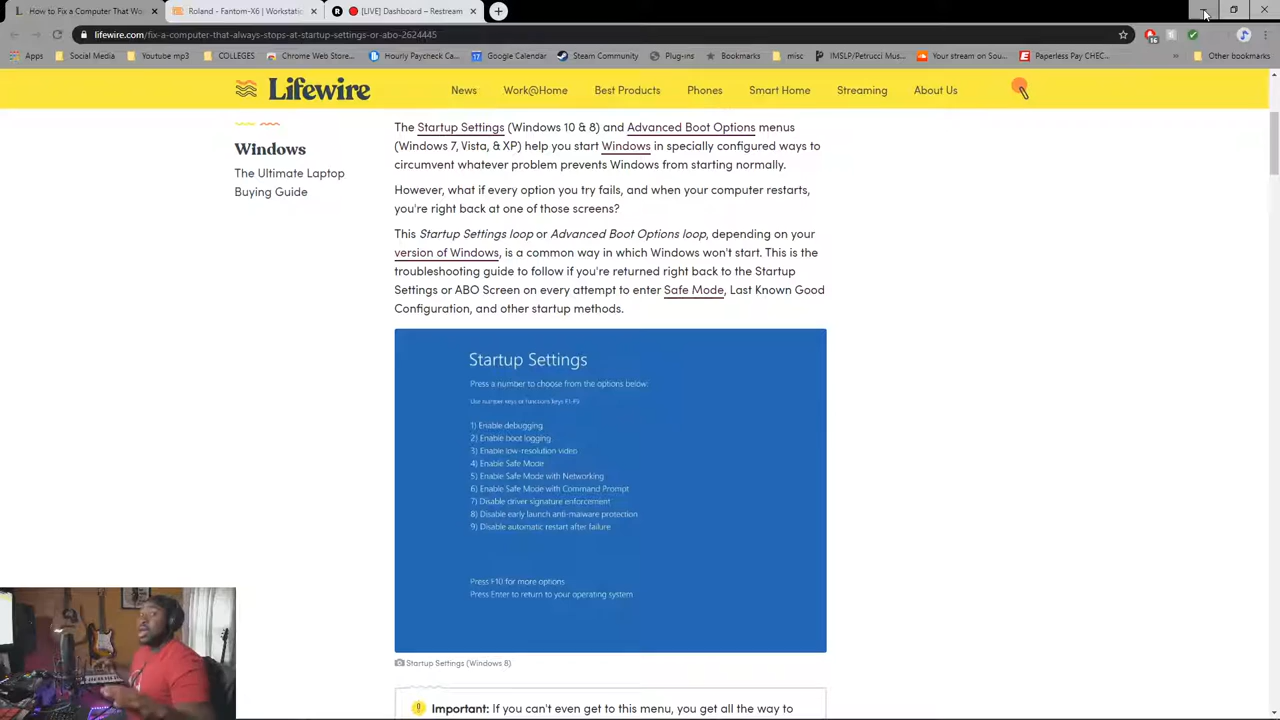 How to Fix a Computer That Wo
Roland - Fantom-X6 | Workstatio
[LIVE] Dashboard - Restream
lifewire.com/fix-a-computer-that-always-stops-at-startup-settings-or-abo-2624445
Apps Social Media Youtube mp3 COLLEGES Chrome Web Store... Hourly Paycheck Ca... Google Calendar Steam Community Plug-ins Bookmarks misc IMSLP/Petrucci Mus... Your stream on Sou... Paperless Pay CHEC... Other bookmarks
Lifewire
News Work@Home Best Products Phones Smart Home Streaming About Us
Windows
The Ultimate Laptop
Buying Guide
The Startup Settings (Windows 10 & 8) and Advanced Boot Options menus
(Windows 7, Vista, & XP) help you start Windows in specially configured ways to
circumvent whatever problem prevents Windows from starting normally.
However, what if every option you try fails, and when your computer restarts,
you're right back at one of those screens?
This Startup Settings loop or Advanced Boot Options loop, depending on your
version of Windows, is a common way in which Windows won't start. This is the
troubleshooting guide to follow if you're returned right back to the Startup
Settings or ABO Screen on every attempt to enter Safe Mode, Last Known Good
Configuration, and other startup methods.
Startup Settings
Press a number to choose from the options below:
Use number keys or functions keys F1-F9.
1) Enable debugging
2) Enable boot logging
3) Enable low-resolution video
4) Enable Safe Mode
5) Enable Safe Mode with Networking
6) Enable Safe Mode with Command Prompt
7) Disable driver signature enforcement
8) Disable early launch anti-malware protection
9) Disable automatic restart after failure
Press F10 for more options
Press Enter to return to your operating system
Startup Settings (Windows 8)
Important: If you can't even get to this menu, you get all the way to